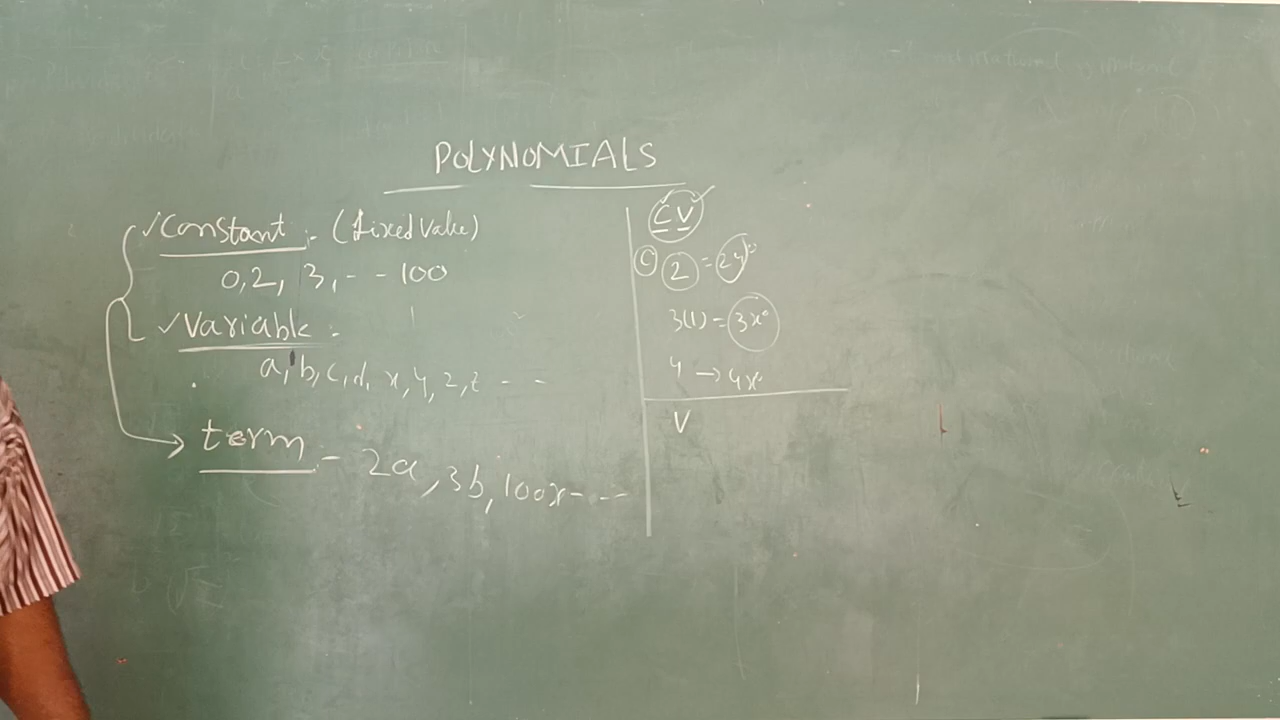 POLYNOMIALS
✓Constant :- (fixed value)
0, 2, 3, - - 100
✓Variable :-
a, b, c, d, x, y, z, t - - -
term :- 2a, 3b, 100x - - - -
CV ✓
(C) 2 = 2y⁰
3(1) = 3x⁰
4 → 4x⁰
V